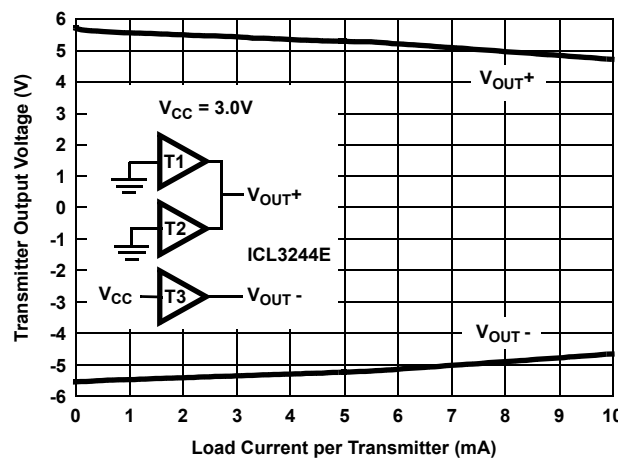 Transmitter Output Voltage (V)
6
5
4
3
2
1
0
-1
-2
-3
-4
-5
-6
VOUT+
VCC = 3.0V
T1
VOUT+
T2
ICL3244E
VCC
T3
VOUT -
VOUT -
0 1 2 3 4 5 6 7 8 9 10
Load Current per Transmitter (mA)